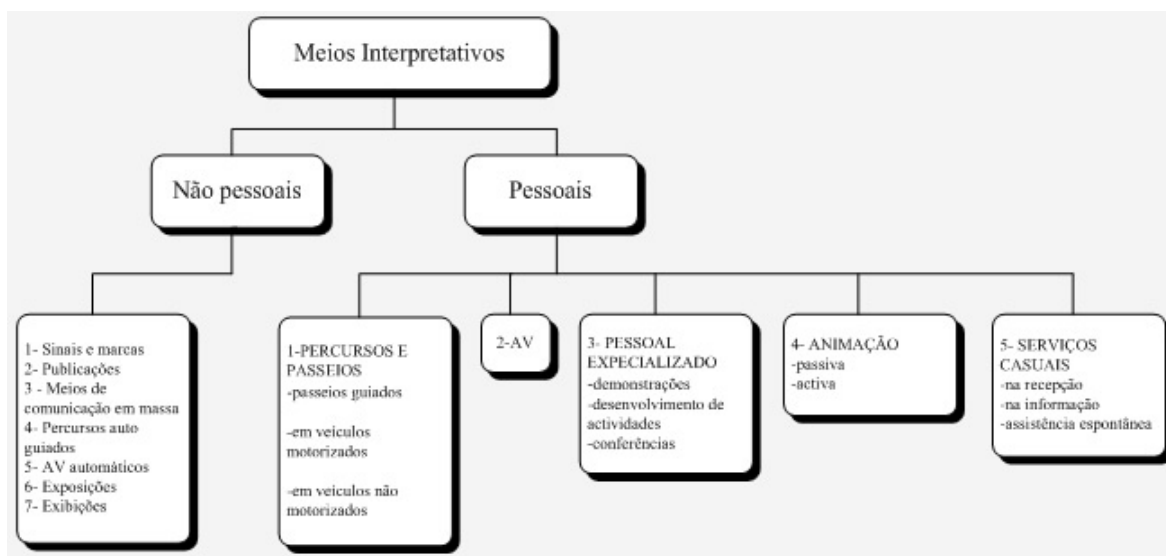 Meios Interpretativos
Não pessoais
Pessoais
1- Sinais e marcas
2- Publicações
3 - Meios de
comunicação em massa
4- Percursos auto
guiados
5- AV automáticos
6- Exposições
7- Exibições
1-PERCURSOS E
PASSEIOS
-passeios guiados
-em veículos
motorizados
-em veículos não
motorizados
2-AV
3- PESSOAL
EXPECIALIZADO
-demonstrações
-desenvolvimento de
actividades
-conferências
4- ANIMAÇÃO
-passiva
-activa
5- SERVIÇOS
CASUAIS
-na recepção
-na informação
-assistência espontânea